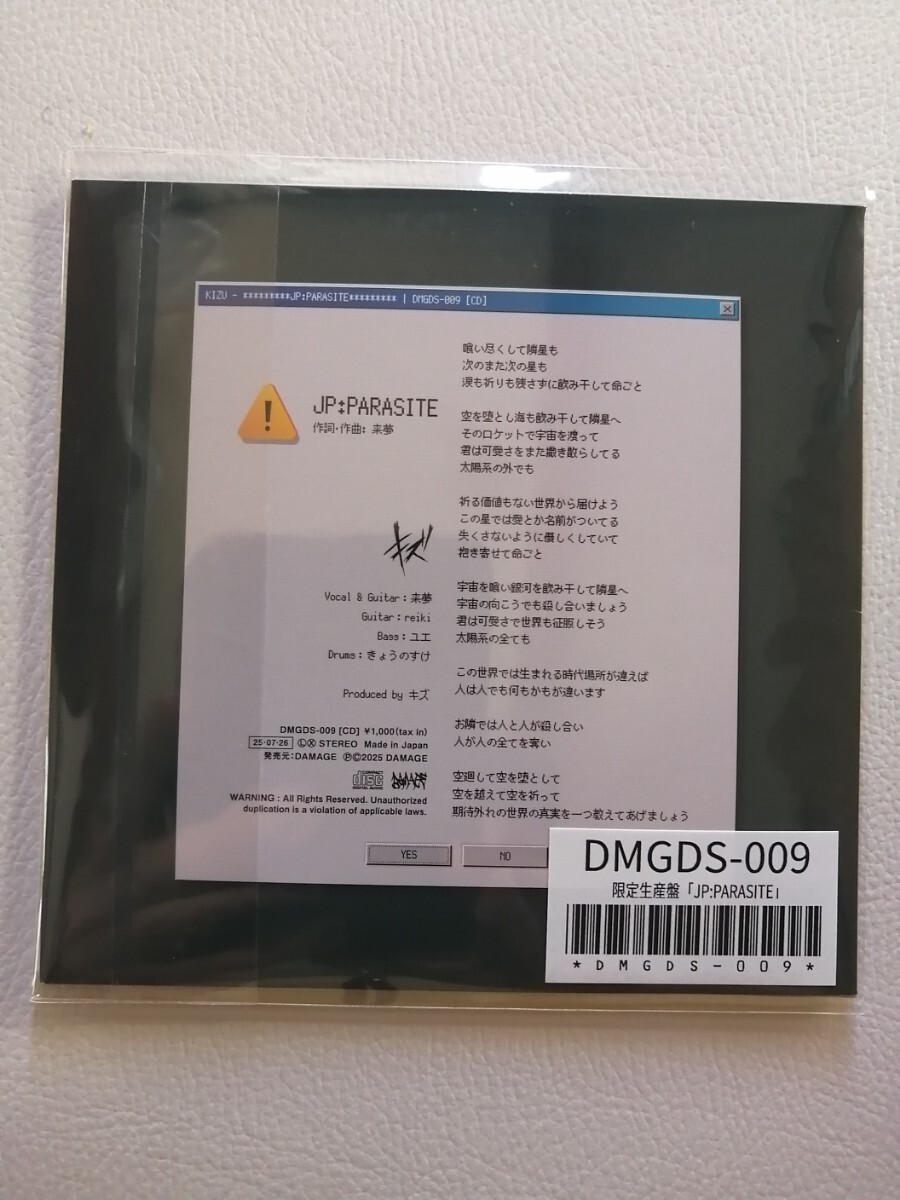 KIZU - *********JP:PARASITE********* | DMGDS-009 [CD]
JP:PARASITE
作詞・作曲: 来夢
キズ
Vocal & Guitar：来夢
Guitar：reiki
Bass：ユエ
Drums：きょうのすけ
Produced by キズ
DMGDS-009 [CD] ¥1,000(tax in)
25･07･26 ⓁⓍ STEREO Made in Japan
発売元：DAMAGE ℗©2025 DAMAGE
COMPACT
disc
DIGITAL AUDIO
WARNING : All Rights Reserved. Unauthorized
duplication is a violation of applicable laws.
喰い尽くして隣星も
次のまた次の星も
涙も祈りも残さずに飲み干して命ごと
空を堕とし海も飲み干して隣星へ
そのロケットで宇宙を渡って
君は可愛さをまた撒き散らしてる
太陽系の外でも
祈る価値もない世界から届けよう
この星では愛とか名前がついてる
失くさないように優しくしていて
抱き寄せて命ごと
宇宙を喰い銀河を飲み干して隣星へ
宇宙の向こうでも殺し合いましょう
君は可愛さで世界も征服しそう
太陽系の全ても
この世界では生まれる時代場所が違えば
人は人でも何もかもが違います
お隣では人と人が殺し合い
人が人の全てを奪い
空廻して空を堕として
空を越えて空を祈って
期待外れの世界の真実を一つ教えてあげましょう
YES
NO
DMGDS-009
限定生産盤「JP:PARASITE」
*DMGDS-009*